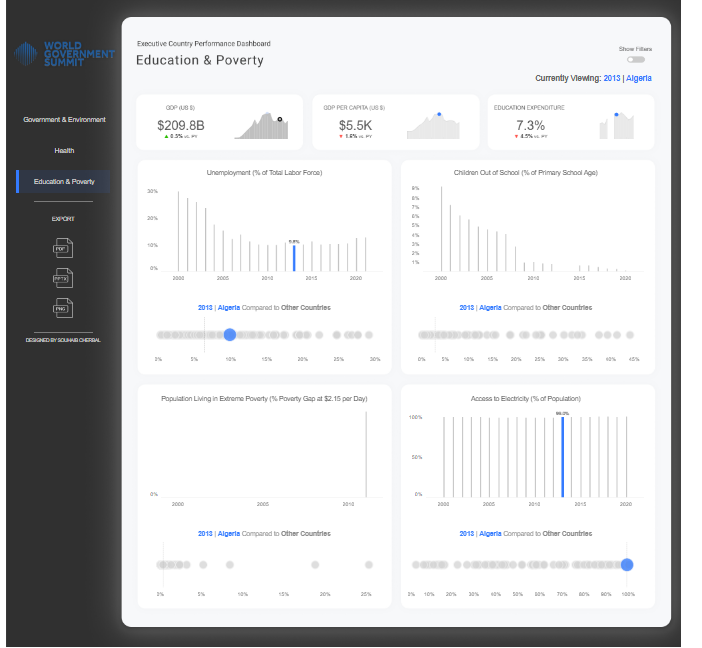 WORLD
GOVERNMENT
SUMMIT
Government & Environment
Health
Education & Poverty
EXPORT
PDF
PPTX
PNG
DESIGNED BY SOUHAIB CHERBAL
Executive Country Performance Dashboard
Education & Poverty
Show Filters
Currently Viewing: 2013 | Algeria
GDP (US $)
$209.8B
▲ 0.3% vs. PY
GDP PER CAPITA (US $)
$5.5K
▼ 1.6% vs. PY
EDUCATION EXPENDITURE
7.3%
▼ 4.5% vs. PY
Unemployment (% of Total Labor Force)
30%
20%
10%
0%
9.8%
2000 2005 2010 2015 2020
2013 | Algeria Compared to Other Countries
0% 5% 10% 15% 20% 25% 30%
Children Out of School (% of Primary School Age)
9%
8%
7%
6%
5%
4%
3%
2%
1%
2000 2005 2010 2015 2020
2013 | Algeria Compared to Other Countries
0% 5% 10% 15% 20% 25% 30% 35% 40% 45%
Population Living in Extreme Poverty (% Poverty Gap at $2.15 per Day)
0%
2000 2005 2010
2013 | Algeria Compared to Other Countries
0% 5% 10% 15% 20% 25%
Access to Electricity (% of Population)
100%
50%
0%
2000 2005 2010 2015 2020
2013 | Algeria Compared to Other Countries
0% 10% 20% 30% 40% 50% 60% 70% 80% 90% 100%